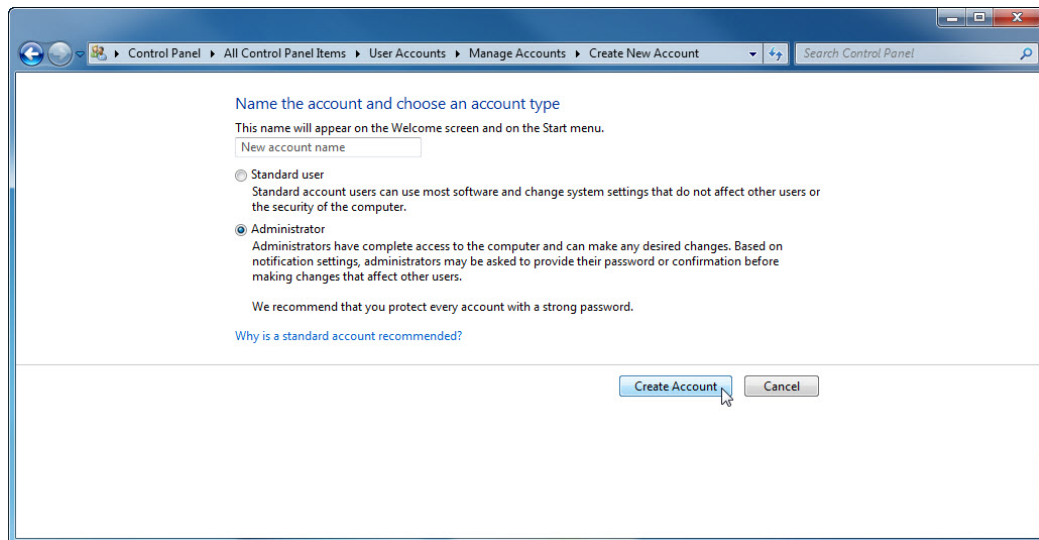 Control Panel ▸ All Control Panel Items ▸ User Accounts ▸ Manage Accounts ▸ Create New Account
Search Control Panel
Name the account and choose an account type
This name will appear on the Welcome screen and on the Start menu.
New account name
Standard user
Standard account users can use most software and change system settings that do not affect other users or
the security of the computer.
Administrator
Administrators have complete access to the computer and can make any desired changes. Based on
notification settings, administrators may be asked to provide their password or confirmation before
making changes that affect other users.
We recommend that you protect every account with a strong password.
Why is a standard account recommended?
Create Account
Cancel